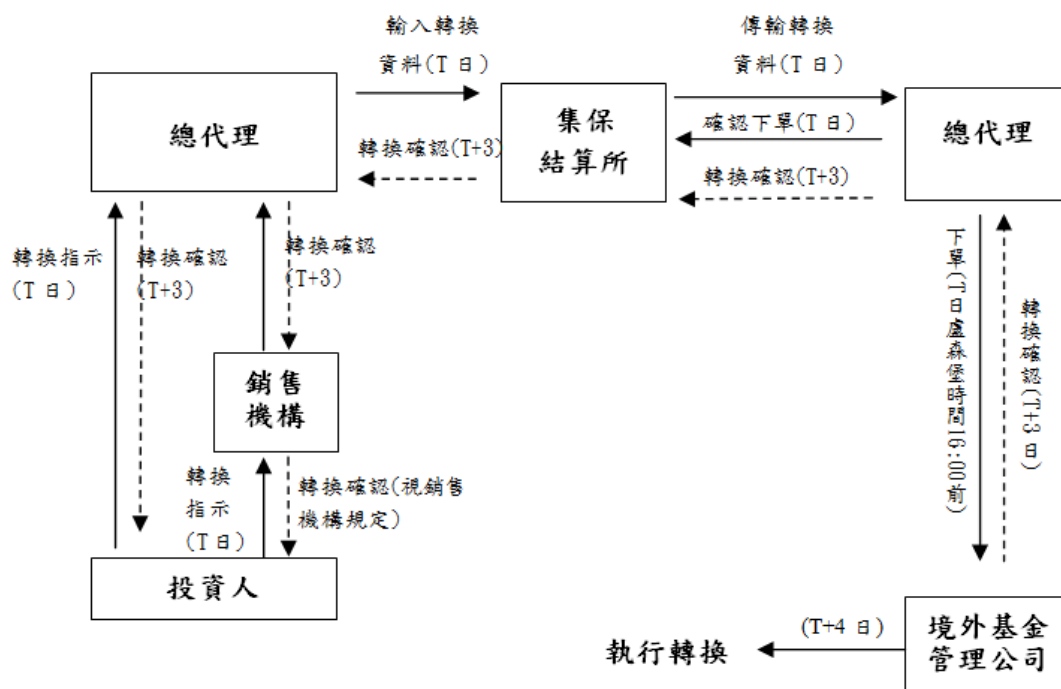 輸入轉換
資料(T 日)
傳輸轉換
資料(T 日)
總代理
集保
結算所
總代理
確認下單(T 日)
轉換確認(T+3)
轉換確認(T+3)
轉換指示
(T 日)
轉換確認
(T+3)
轉換確認
(T+3)
下單(T日盧森堡時間16:00前)
轉換確認(T+3日)
銷售
機構
轉換
指示
(T 日)
轉換確認(視銷售
機構規定)
投資人
執行轉換
(T+4 日)
境外基金
管理公司